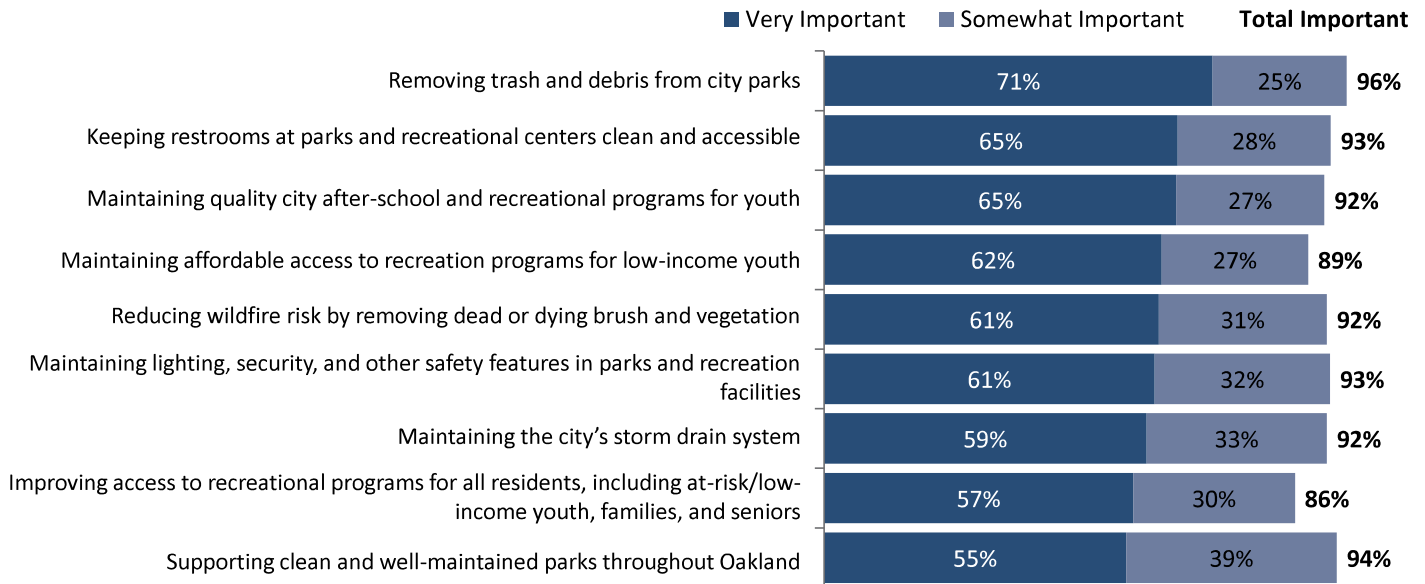 Very Important Somewhat Important Total Important
Removing trash and debris from city parks 71% 25% 96%
Keeping restrooms at parks and recreational centers clean and accessible 65% 28% 93%
Maintaining quality city after-school and recreational programs for youth 65% 27% 92%
Maintaining affordable access to recreation programs for low-income youth 62% 27% 89%
Reducing wildfire risk by removing dead or dying brush and vegetation 61% 31% 92%
Maintaining lighting, security, and other safety features in parks and recreation
facilities 61% 32% 93%
Maintaining the city’s storm drain system 59% 33% 92%
Improving access to recreational programs for all residents, including at-risk/low-
income youth, families, and seniors 57% 30% 86%
Supporting clean and well-maintained parks throughout Oakland 55% 39% 94%